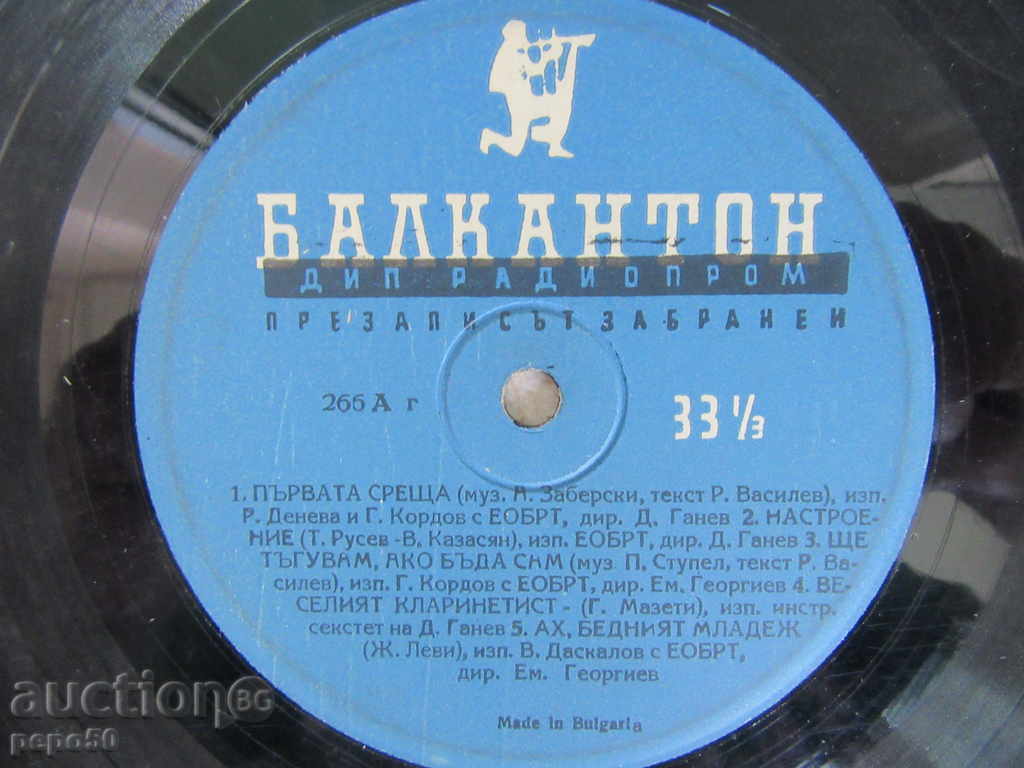 БАЛКАНТОН
ДИП РАДИОПРОМ
ПРЕЗАПИСЪТ ЗАБРАНЕН
266 А г
33 1/3
1. ПЪРВАТА СРЕЩА (муз. А. Заберски, текст Р. Василев), изп.
Р. Денева и Г. Кордов с ЕОБРТ, дир. Д. Ганев 2. НАСТРОЕ-
НИЕ (Т. Русев -В. Казасян), изп. ЕОБРТ, дир. Д. Ганев 3. ЩЕ
ТЪГУВАМ, АКО БЪДА САМ (муз П. Ступел, текст Р. Ва-
силев), изп. Г. Кордов с ЕОБРТ, дир. Ем. Георгиев 4. ВЕ-
СЕЛИЯТ КЛАРИНЕТИСТ - (Г. Мазети), изп. инстр.
секстет на Д. Ганев 5. АХ, БЕДНИЯТ МЛАДЕЖ
(Ж. Леви), изп. В. Даскалов с ЕОБРТ,
дир. Ем. Георгиев
Made in Bulgaria
auction BG
pepo50